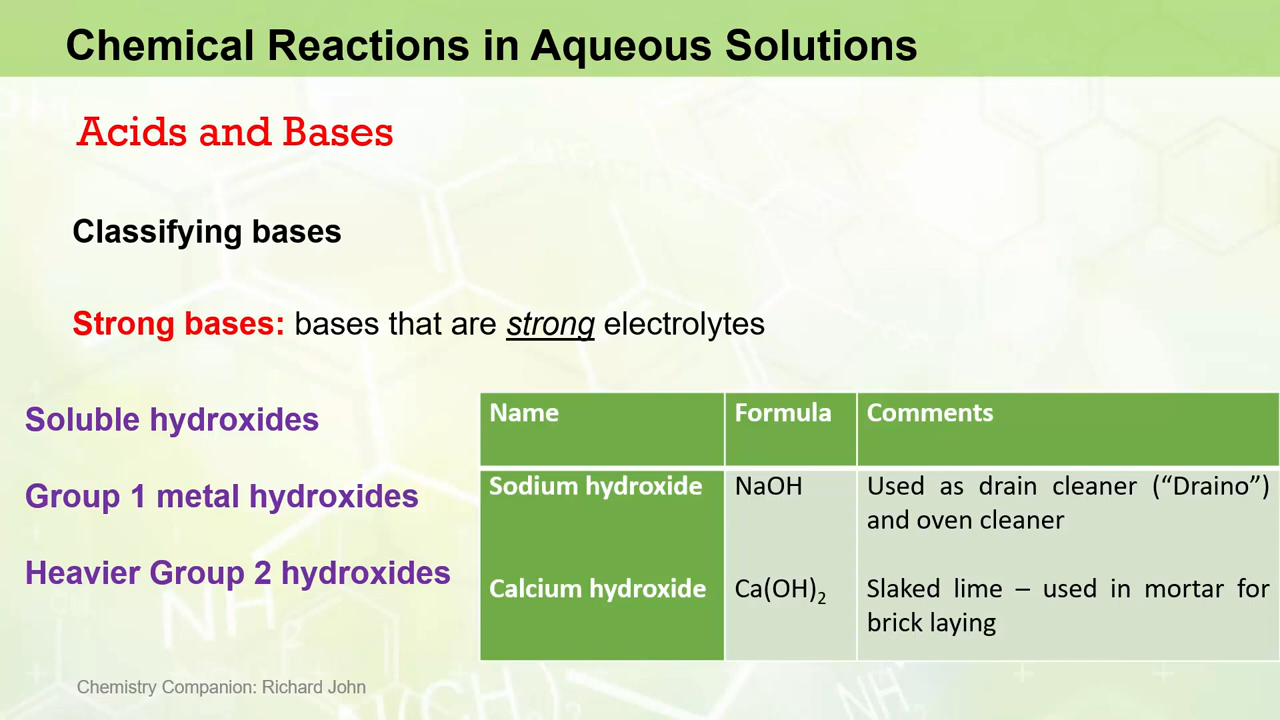 Chemical Reactions in Aqueous Solutions
Acids and Bases
Classifying bases
Strong bases: bases that are strong electrolytes
Soluble hydroxides
Group 1 metal hydroxides
Heavier Group 2 hydroxides
Name Formula Comments
Sodium hydroxide NaOH Used as drain cleaner (“Draino”)
and oven cleaner
Calcium hydroxide Ca(OH)₂ Slaked lime – used in mortar for
brick laying
Chemistry Companion: Richard John